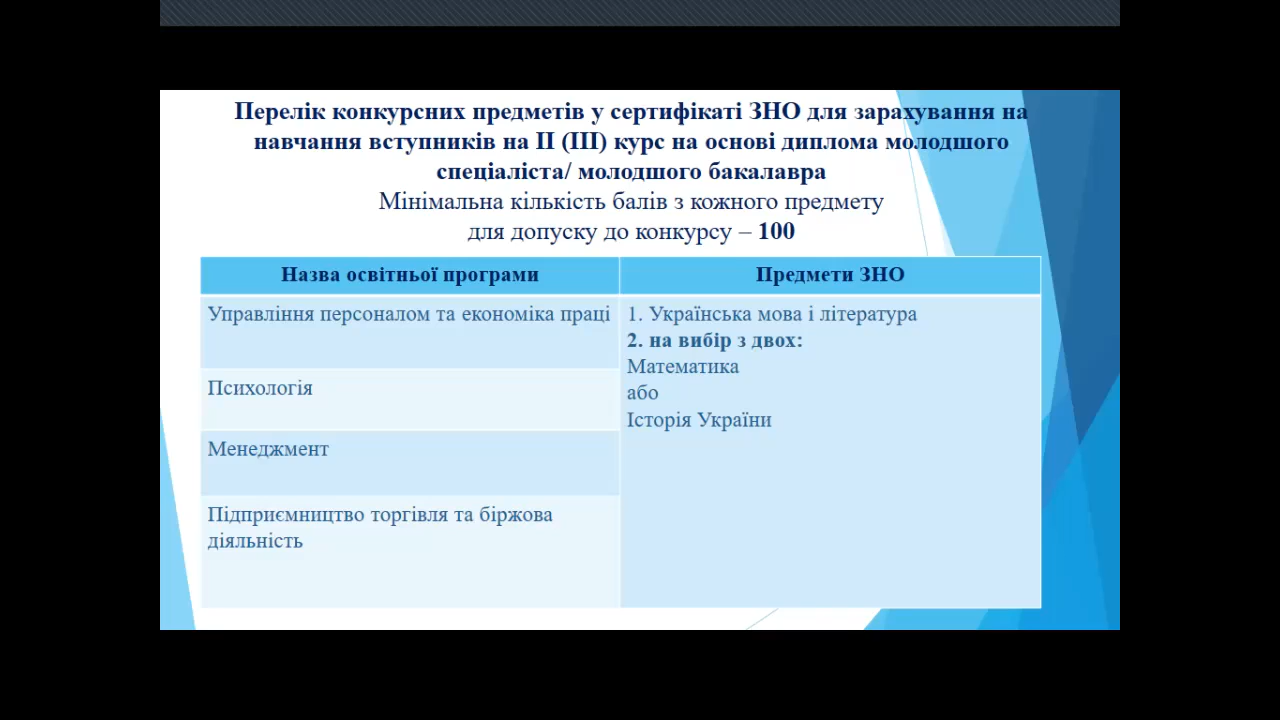 Перелік конкурсних предметів у сертифікаті ЗНО для зарахування на
навчання вступників на ІІ (ІІІ) курс на основі диплома молодшого
спеціаліста/ молодшого бакалавра
Мінімальна кількість балів з кожного предмету
для допуску до конкурсу – 100
Назва освітньої програми
Предмети ЗНО
Управління персоналом та економіка праці
Психологія
Менеджмент
Підприємництво торгівля та біржова
діяльність
1. Українська мова і література
2. на вибір з двох:
Математика
або
Історія України